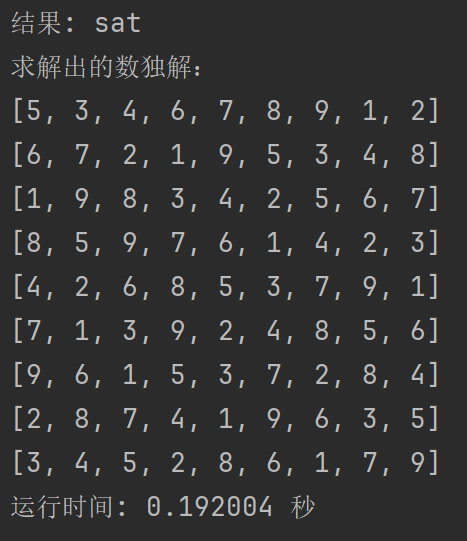 结果: sat
求解出的数独解:
[5, 3, 4, 6, 7, 8, 9, 1, 2]
[6, 7, 2, 1, 9, 5, 3, 4, 8]
[1, 9, 8, 3, 4, 2, 5, 6, 7]
[8, 5, 9, 7, 6, 1, 4, 2, 3]
[4, 2, 6, 8, 5, 3, 7, 9, 1]
[7, 1, 3, 9, 2, 4, 8, 5, 6]
[9, 6, 1, 5, 3, 7, 2, 8, 4]
[2, 8, 7, 4, 1, 9, 6, 3, 5]
[3, 4, 5, 2, 8, 6, 1, 7, 9]
运行时间: 0.192004 秒